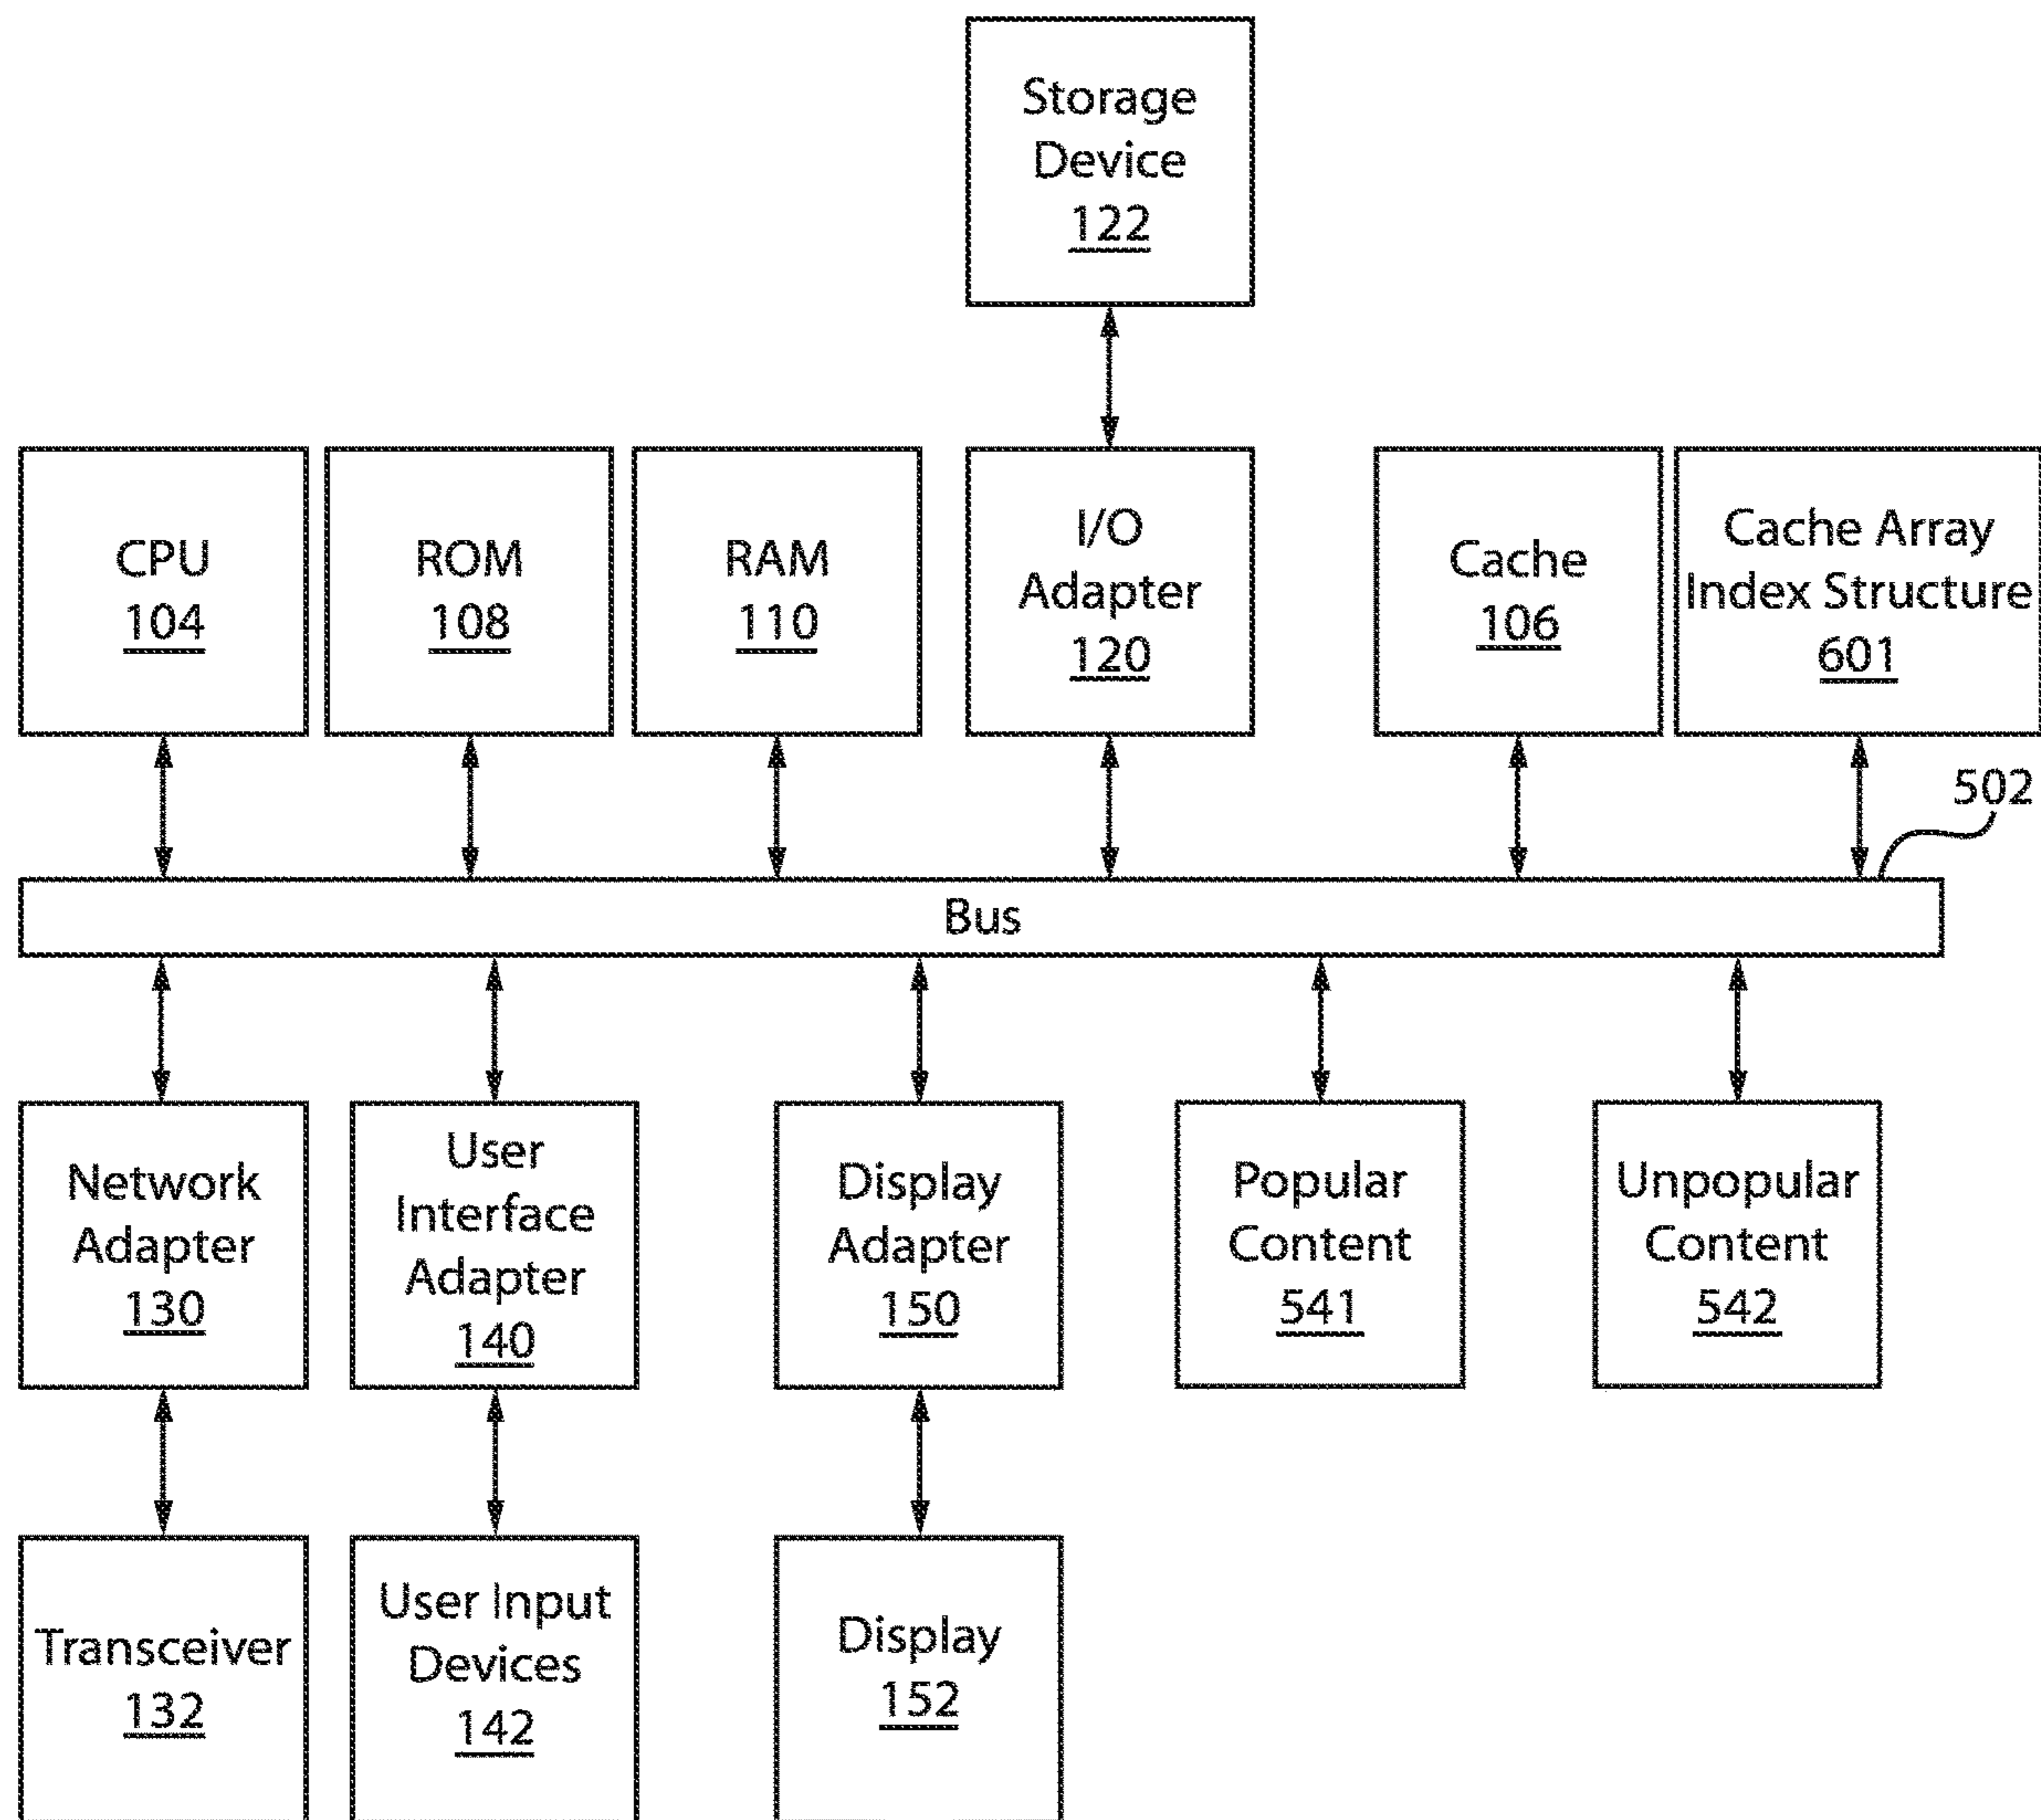 Storage
Device
122
CPU
104
ROM
108
RAM
110
I/O
Adapter
120
Cache
106
Cache Array
Index Structure
601
502
Bus
Network
Adapter
130
User
Interface
Adapter
140
Display
Adapter
150
Popular
Content
541
Unpopular
Content
542
Transceiver
132
User Input
Devices
142
Display
152